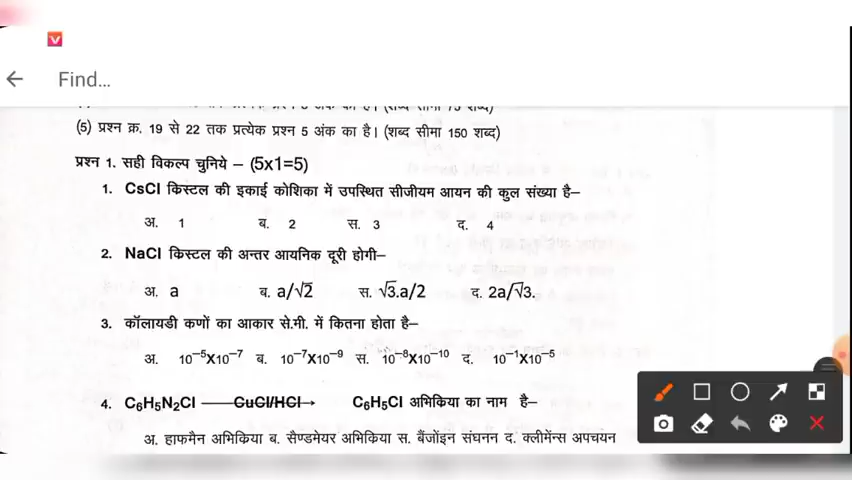 Find...
(5) प्रश्न क्र. 19 से 22 तक प्रत्येक प्रश्न 5 अंक का है। (शब्द सीमा 150 शब्द)
प्रश्न 1. सही विकल्प चुनिये – (5x1=5)
1. CsCl किस्टल की इकाई कोशिका में उपस्थित सीजीयम आयन की कुल संख्या है–
अ. 1 ब. 2 स. 3 द. 4
2. NaCl किस्टल की अन्तर आयनिक दूरी होगी–
अ. a ब. a/√2 स. √3.a/2 द. 2a/√3.
3. कॉलायडी कणों का आकार से.मी. में कितना होता है–
अ. 10⁻⁵X10⁻⁷ ब. 10⁻⁷X10⁻⁹ स. 10⁻⁸X10⁻¹⁰ द. 10⁻¹X10⁻⁵
4. C₆H₅N₂Cl ——CuCl/HCl→ C₆H₅Cl अभिकिया का नाम है–
अ. हाफमैन अभिकिया ब. सैण्डमेयर अभिकिया स. बैंजोंइन संघनन द. क्लीमेंन्स अपचयन